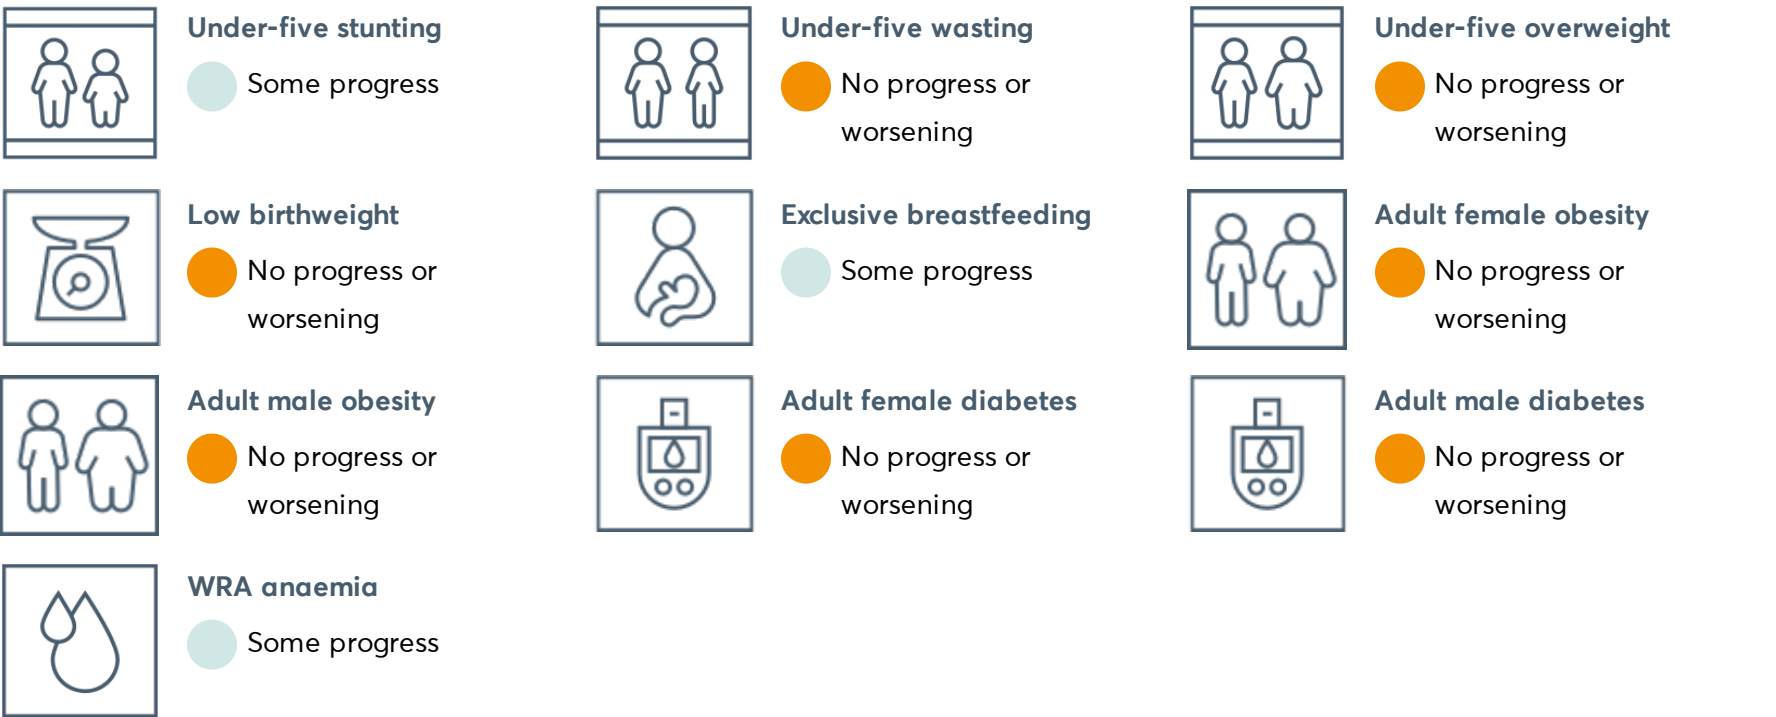 Under-five stunting
Some progress
Under-five wasting
No progress or
worsening
Under-five overweight
No progress or
worsening
Low birthweight
No progress or
worsening
Exclusive breastfeeding
Some progress
Adult female obesity
No progress or
worsening
Adult male obesity
No progress or
worsening
Adult female diabetes
No progress or
worsening
Adult male diabetes
No progress or
worsening
WRA anaemia
Some progress